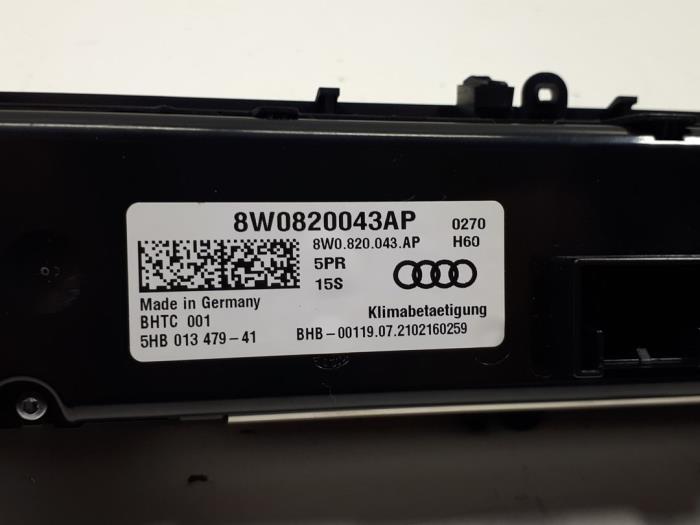 8W0820043AP
0270
8W0.820.043.AP
H60
5PR
15S
Made in Germany
BHTC 001
5HB 013 479-41
Klimabetaetigung
BHB-00119.07.2102160259